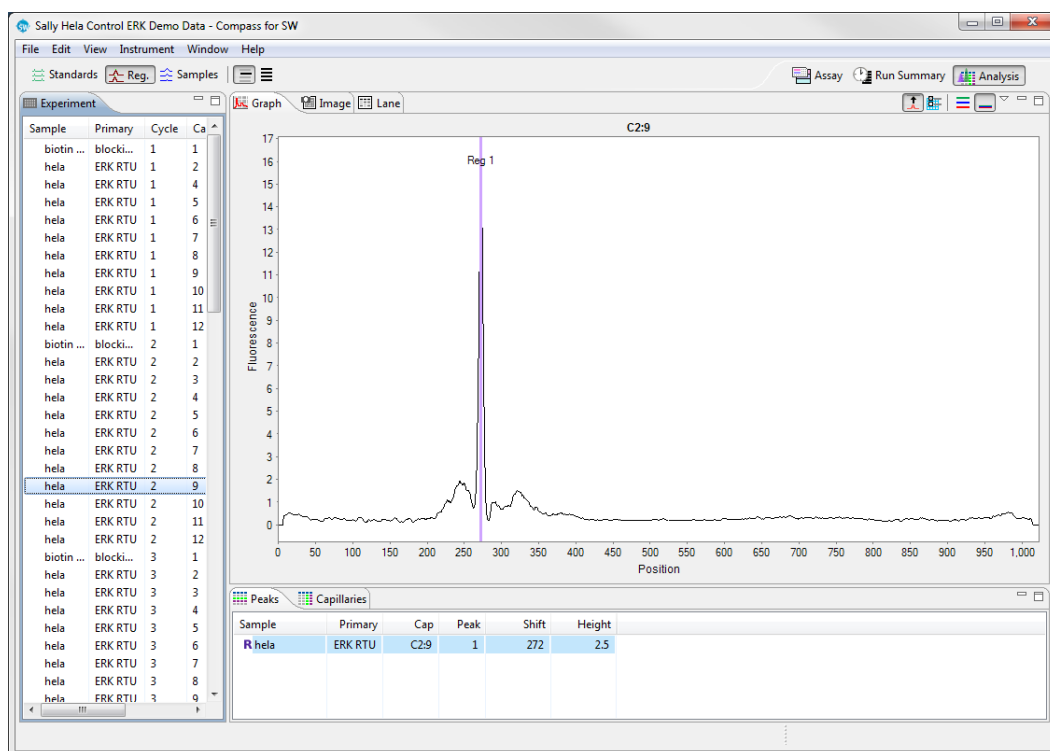 Sally Hela Control ERK Demo Data - Compass for SW
File Edit View Instrument Window Help
Standards Reg. Samples Assay Run Summary Analysis
Experiment
Sample Primary Cycle Ca
biotin ... blocki... 1 1
hela ERK RTU 1 2
hela ERK RTU 1 4
hela ERK RTU 1 5
hela ERK RTU 1 6
hela ERK RTU 1 7
hela ERK RTU 1 8
hela ERK RTU 1 9
hela ERK RTU 1 10
hela ERK RTU 1 11
hela ERK RTU 1 12
biotin ... blocki... 2 1
hela ERK RTU 2 2
hela ERK RTU 2 3
hela ERK RTU 2 4
hela ERK RTU 2 5
hela ERK RTU 2 6
hela ERK RTU 2 7
hela ERK RTU 2 8
hela ERK RTU 2 9
hela ERK RTU 2 10
hela ERK RTU 2 11
hela ERK RTU 2 12
biotin ... blocki... 3 1
hela ERK RTU 3 2
hela ERK RTU 3 3
hela ERK RTU 3 4
hela ERK RTU 3 5
hela ERK RTU 3 6
hela ERK RTU 3 7
hela ERK RTU 3 8
hela ERK RTU 3 9
Graph Image Lane
C2:9
Reg 1
17
16
15
14
13
12
11
10
9
8
7
6
5
4
3
2
1
0
Fluorescence
0 50 100 150 200 250 300 350 400 450 500 550 600 650 700 750 800 850 900 950 1,000
Position
Peaks Capillaries
Sample Primary Cap Peak Shift Height
R hela ERK RTU C2:9 1 272 2.5